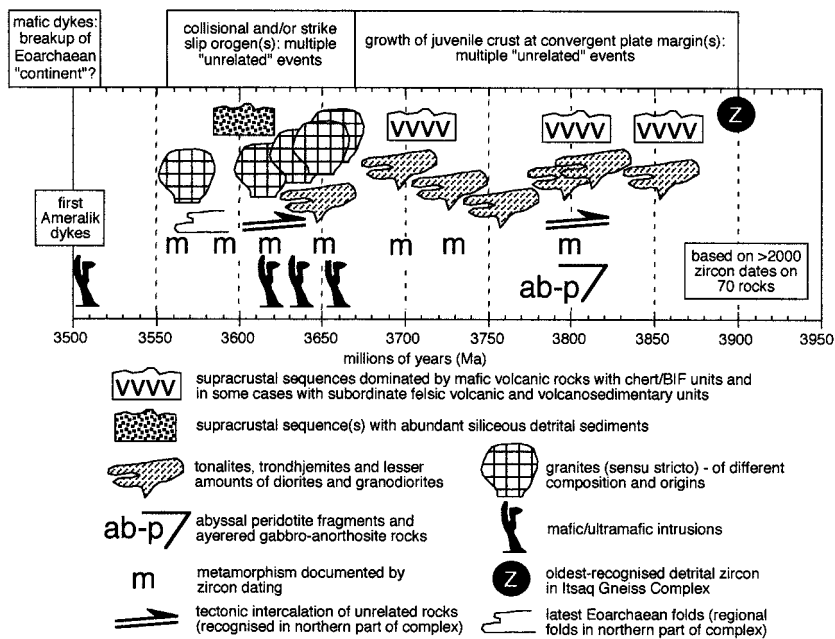 mafic dykes:
breakup of
Eoarchaean
"continent"?
collisional and/or strike
slip orogen(s): multiple
"unrelated" events
growth of juvenile crust at convergent plate margin(s):
multiple "unrelated" events
Z
VVVV
VVVV
VVVV
first
Ameralik
dykes
m m m m m m m
ab-p
based on >2000
zircon dates on
70 rocks
3500 3550 3600 3650 3700 3750 3800 3850 3900 3950
millions of years (Ma)
VVVV
supracrustal sequences dominated by mafic volcanic rocks with chert/BIF units and
in some cases with subordinate felsic volcanic and volcanosedimentary units
supracrustal sequence(s) with abundant siliceous detrital sediments
tonalites, trondhjemites and lesser
amounts of diorites and granodiorites
granites (sensu stricto) - of different
composition and origins
ab-p
abyssal peridotite fragments and
ayerered gabbro-anorthosite rocks
mafic/ultramafic intrusions
m
metamorphism documented by
zircon dating
Z
oldest-recognised detrital zircon
in Itsaq Gneiss Complex
tectonic intercalation of unrelated rocks
(recognised in northern part of complex)
latest Eoarchaean folds (regional
folds in northern part of complex)